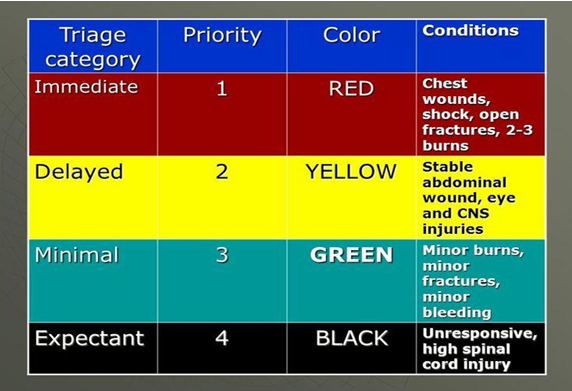 Triage category
Priority
Color
Conditions
Immediate
1
RED
Chest
wounds,
shock, open
fractures, 2-3
burns
Delayed
2
YELLOW
Stable
abdominal
wound, eye
and CNS
injuries
Minimal
3
GREEN
Minor burns,
minor
fractures,
minor
bleeding
Expectant
4
BLACK
Unresponsive,
high spinal
cord injury